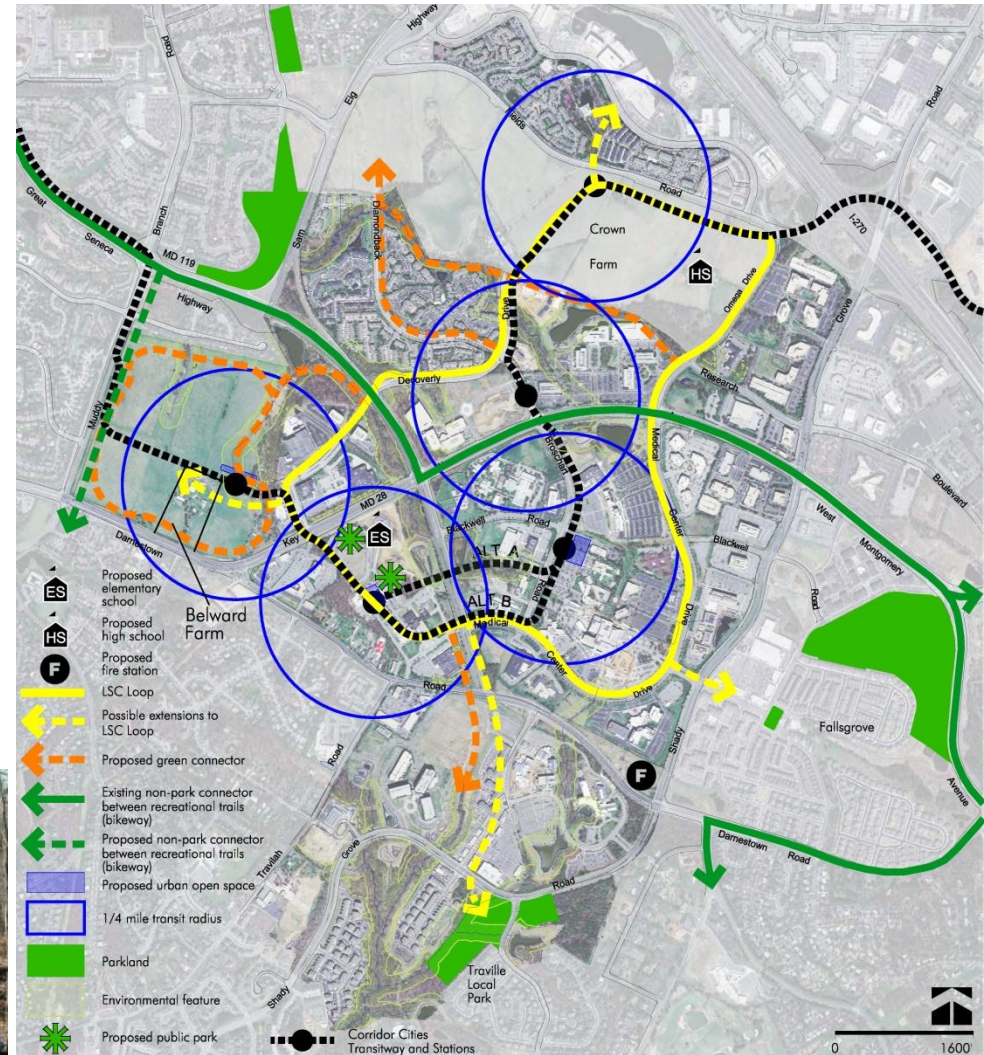 Highway
Road
Road
Eig
Fields
Great
Seneca
Branch
MD 119
Highway
Sam
Diamondback
Road
Crown
Farm
HS
I-270
Omega Drive
Grove
Drive
Decoverly
Research
Muddy
Broschart
Medical
Boulevard
MD 28
Key
ES
Blackwell
Road
ALT A
West
Montgomery
Blackwell
Center
Darnestown
Road
ALT B
Road
Medical
Road
Drive
Belward
Farm
Center
Drive
Road
Shady
Fallsgrove
Road
F
Avenue
Darnestown
Road
Travilah
Grove
Road
Shady
Traville
Local
Park
ES
Proposed
elementary
school
HS
Proposed
high school
F
Proposed
fire station
LSC Loop
Possible extensions to
LSC Loop
Proposed green connector
Existing non-park connector
between recreational trails
(bikeway)
Proposed non-park connector
between recreational trails
(bikeway)
Proposed urban open space
1/4 mile transit radius
Parkland
Environmental feature
Proposed public park
Corridor Cities
Transitway and Stations
0 1600'